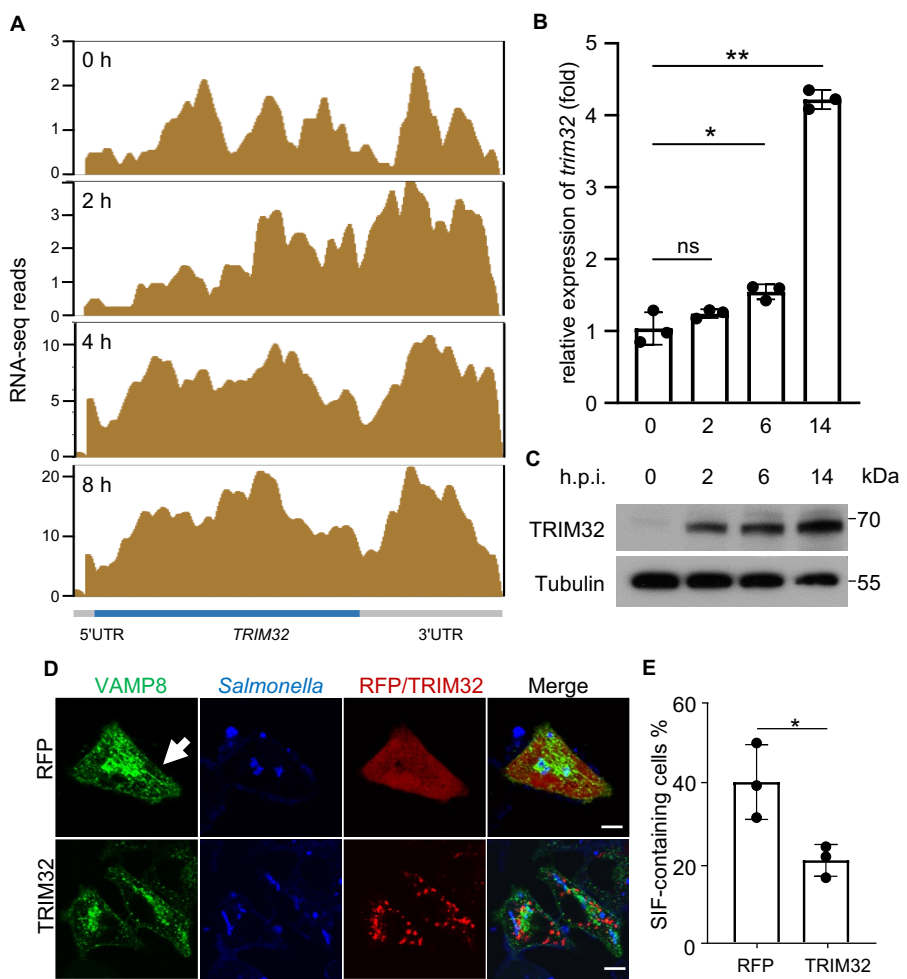 A
RNA-seq reads
0 h
3
2
1
0
2 h
3
2
1
0
4 h
10
5
0
8 h
20
10
0
5'UTR TRIM32 3'UTR
B
relative expression of trim32 (fold)
5
4
3
2
1
0
ns
*
**
0 2 6 14
C
h.p.i. 0 2 6 14 kDa
TRIM32 -70
Tubulin -55
D
VAMP8 Salmonella RFP/TRIM32 Merge
RFP
TRIM32
E
SIF-containing cells %
60
40
20
0
*
RFP TRIM32